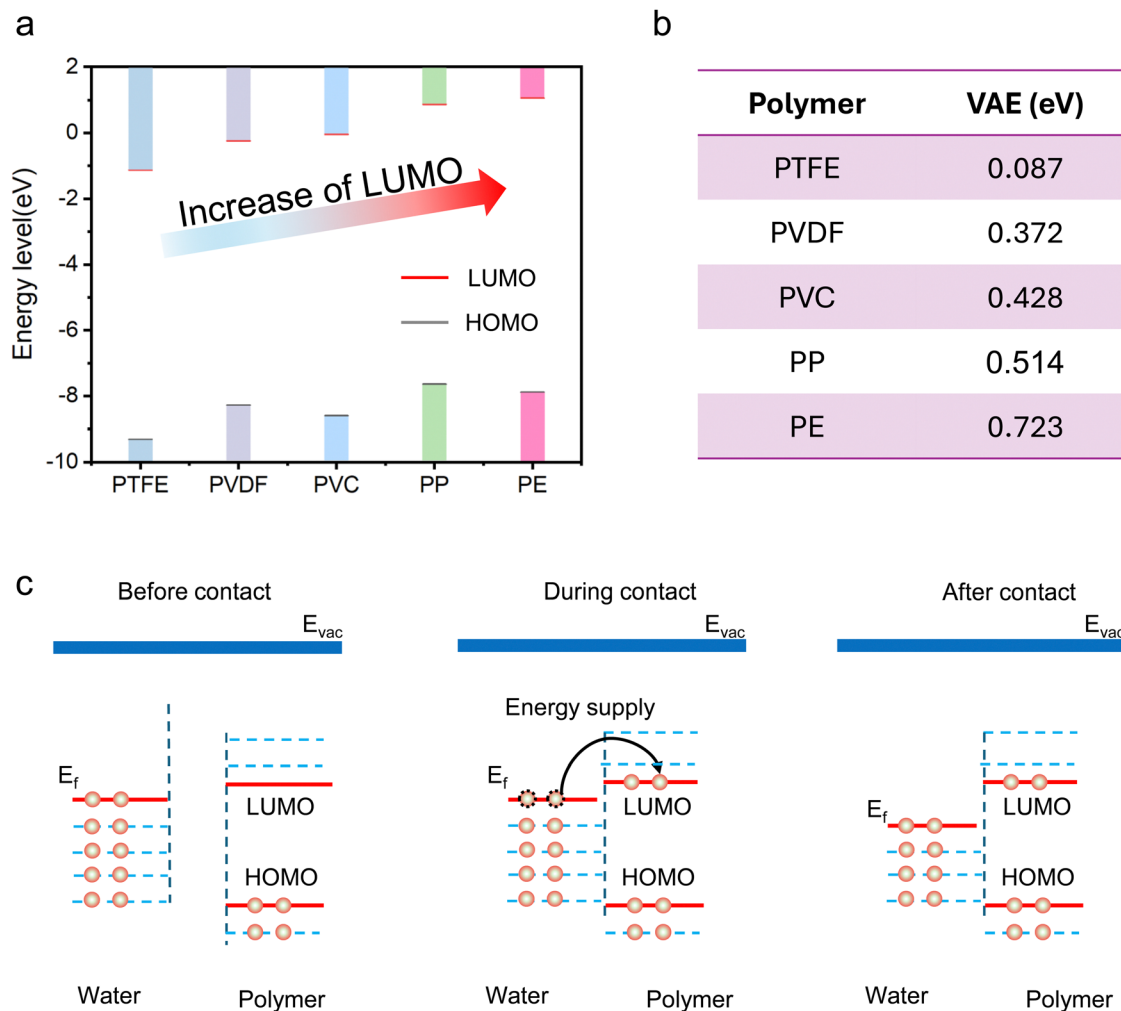 a
2
0
-2
-4
-6
-8
-10
Energy level(eV)
Increase of LUMO
LUMO
HOMO
PTFE PVDF PVC PP PE
b
Polymer VAE (eV)
PTFE 0.087
PVDF 0.372
PVC 0.428
PP 0.514
PE 0.723
c
Before contact
Evac
Ef
LUMO
HOMO
Water Polymer
During contact
Evac
Energy supply
Ef
LUMO
HOMO
Water Polymer
After contact
Evac
Ef
LUMO
HOMO
Water Polymer